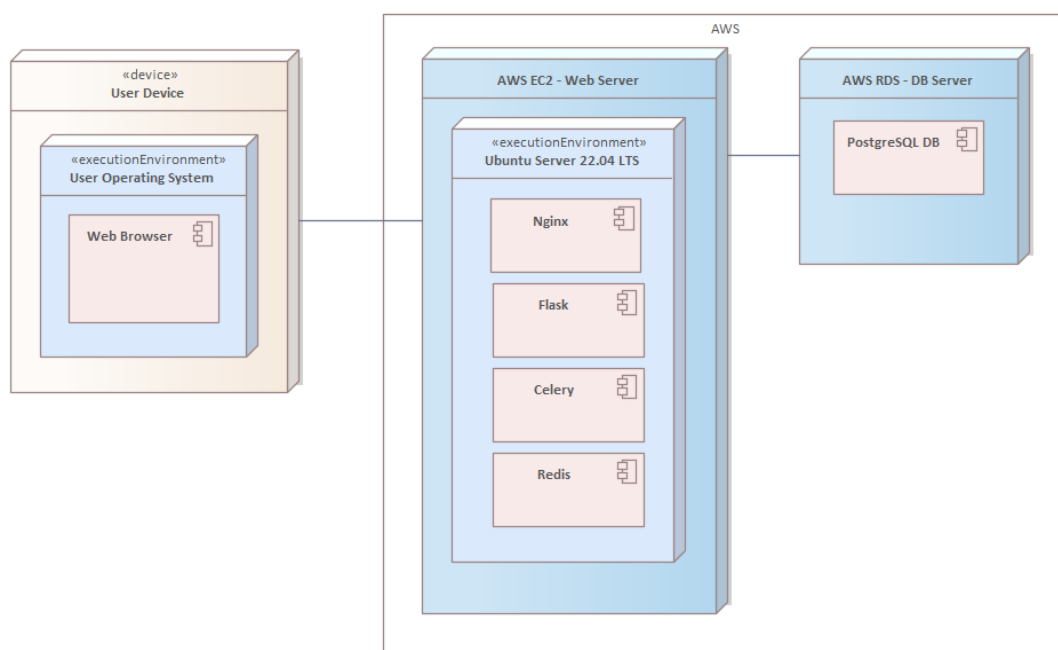 AWS
«device»
User Device
«executionEnvironment»
User Operating System
Web Browser
AWS EC2 - Web Server
«executionEnvironment»
Ubuntu Server 22.04 LTS
Nginx
Flask
Celery
Redis
AWS RDS - DB Server
PostgreSQL DB